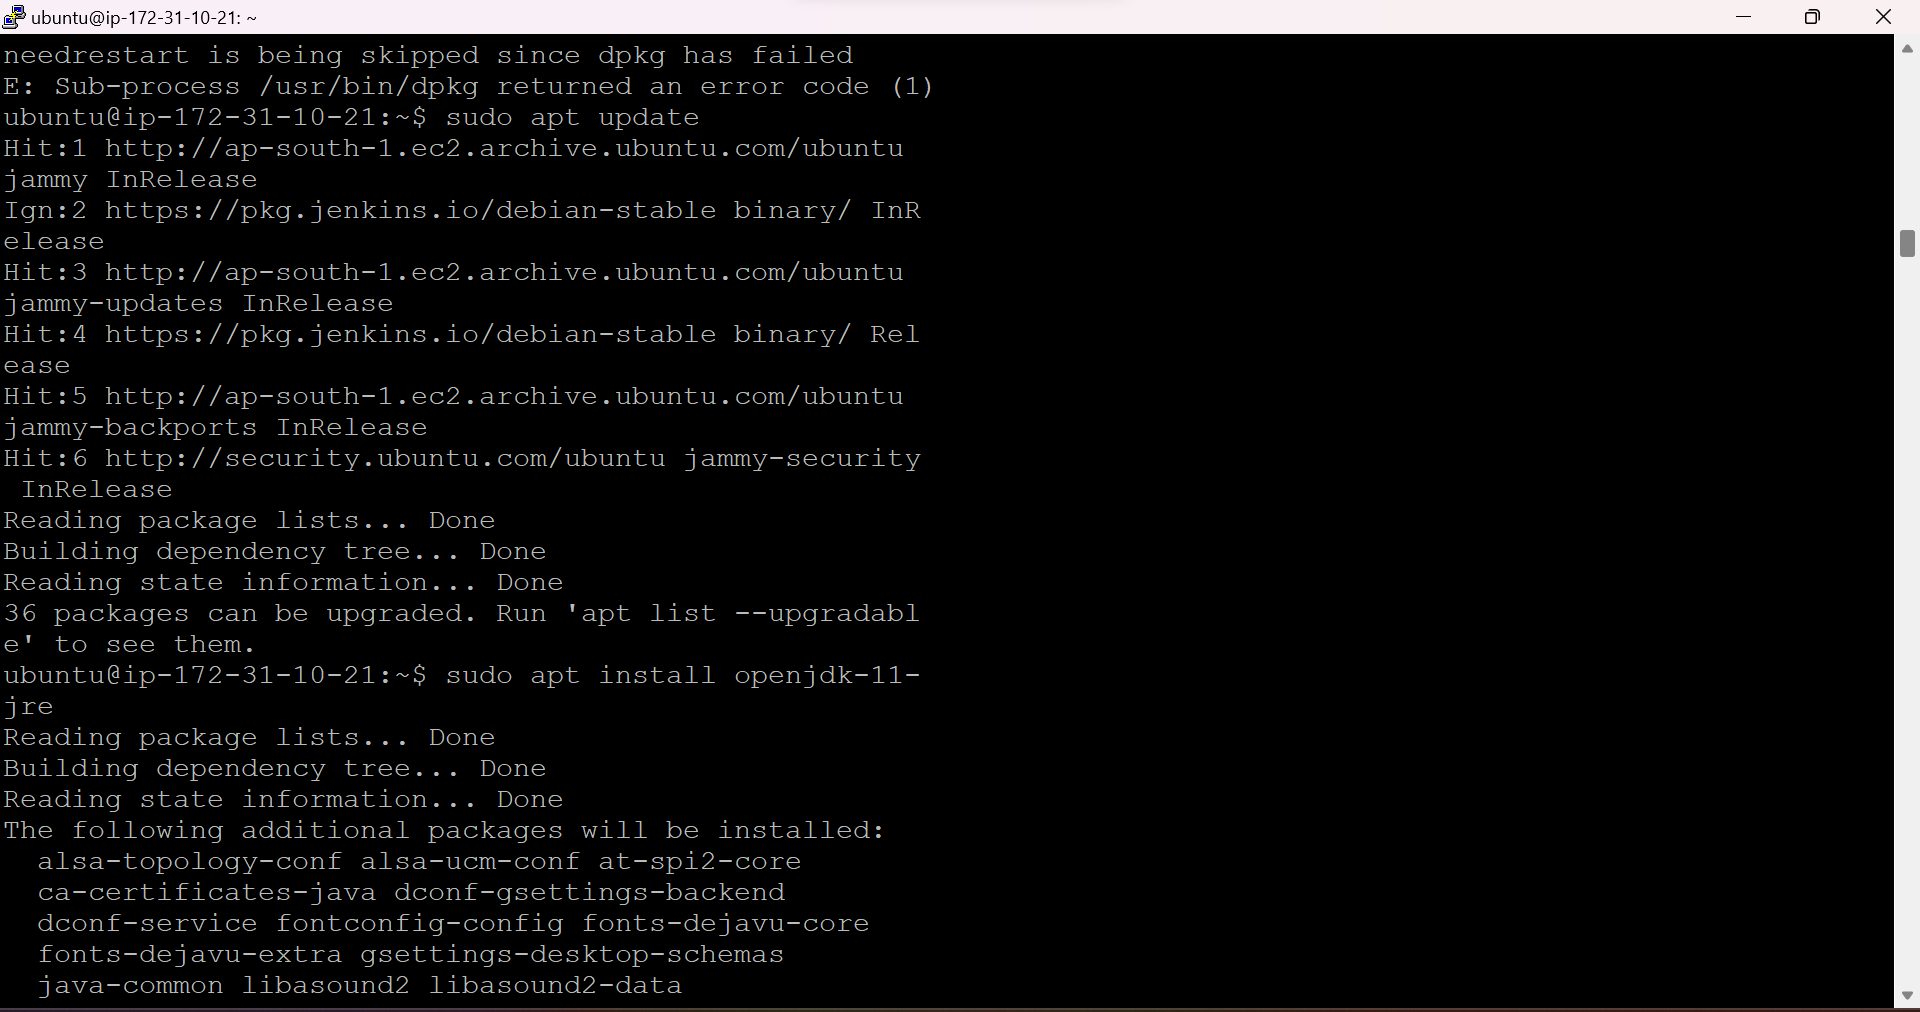 ubuntu@ip-172-31-10-21: ~
needrestart is being skipped since dpkg has failed
E: Sub-process /usr/bin/dpkg returned an error code (1)
ubuntu@ip-172-31-10-21:~$ sudo apt update
Hit:1 http://ap-south-1.ec2.archive.ubuntu.com/ubuntu
jammy InRelease
Ign:2 https://pkg.jenkins.io/debian-stable binary/ InR
elease
Hit:3 http://ap-south-1.ec2.archive.ubuntu.com/ubuntu
jammy-updates InRelease
Hit:4 https://pkg.jenkins.io/debian-stable binary/ Rel
ease
Hit:5 http://ap-south-1.ec2.archive.ubuntu.com/ubuntu
jammy-backports InRelease
Hit:6 http://security.ubuntu.com/ubuntu jammy-security
 InRelease
Reading package lists... Done
Building dependency tree... Done
Reading state information... Done
36 packages can be upgraded. Run 'apt list --upgradabl
e' to see them.
ubuntu@ip-172-31-10-21:~$ sudo apt install openjdk-11-
jre
Reading package lists... Done
Building dependency tree... Done
Reading state information... Done
The following additional packages will be installed:
  alsa-topology-conf alsa-ucm-conf at-spi2-core
  ca-certificates-java dconf-gsettings-backend
  dconf-service fontconfig-config fonts-dejavu-core
  fonts-dejavu-extra gsettings-desktop-schemas
  java-common libasound2 libasound2-data